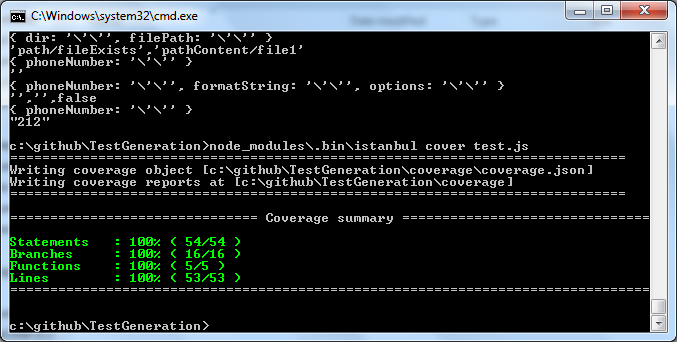 C:\Windows\system32\cmd.exe
{ dir: '\'\'', filePath: '\'\'' }
'path/fileExists','pathContent/file1'
{ phoneNumber: '\'\'' }
''
{ phoneNumber: '\'\'', formatString: '\'\'', options: '\'\'' }
'','',false
{ phoneNumber: '\'\'' }
"212"
c:\github\TestGeneration>node_modules\.bin\istanbul cover test.js
=============================================================================
Writing coverage object [c:\github\TestGeneration\coverage\coverage.json]
Writing coverage reports at [c:\github\TestGeneration\coverage]
=============================================================================
=============================== Coverage summary ===============================
Statements   : 100% ( 54/54 )
Branches     : 100% ( 16/16 )
Functions    : 100% ( 5/5 )
Lines        : 100% ( 53/53 )
================================================================================
c:\github\TestGeneration>